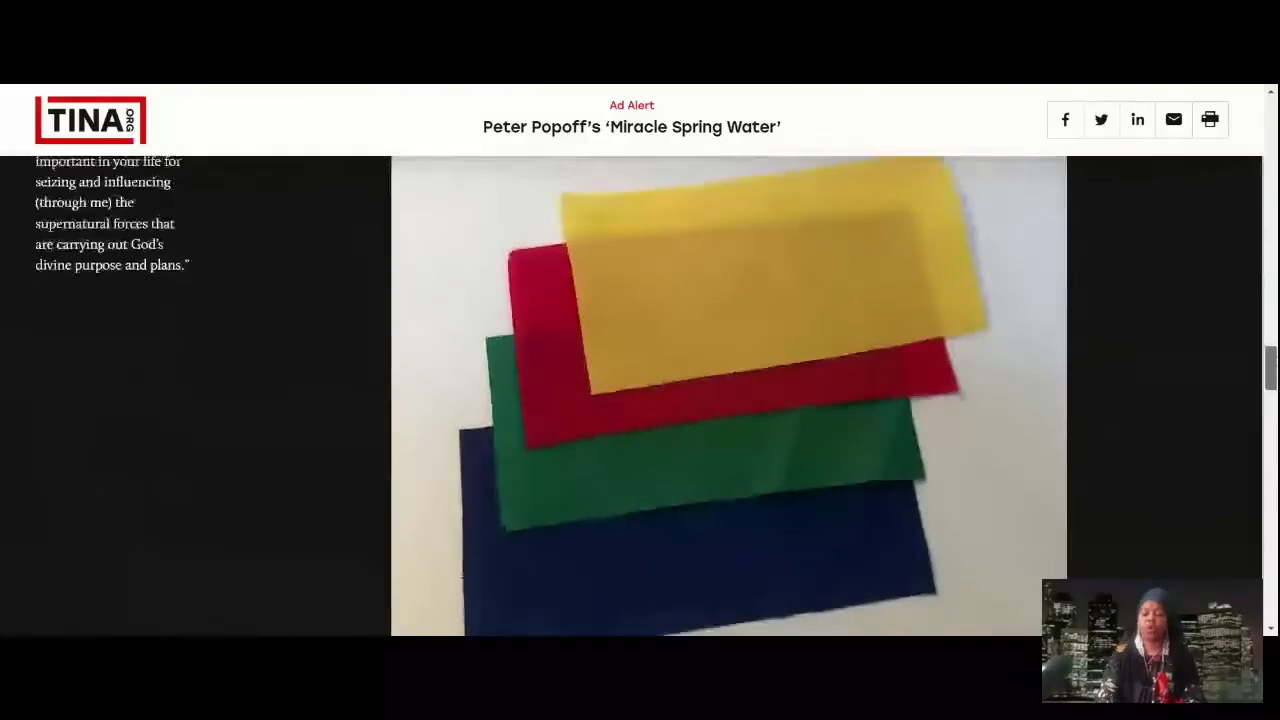 TINA
.ORG
Ad Alert
Peter Popoff’s ‘Miracle Spring Water’
important in your life for
seizing and influencing
(through me) the
supernatural forces that
are carrying out God’s
divine purpose and plans.”